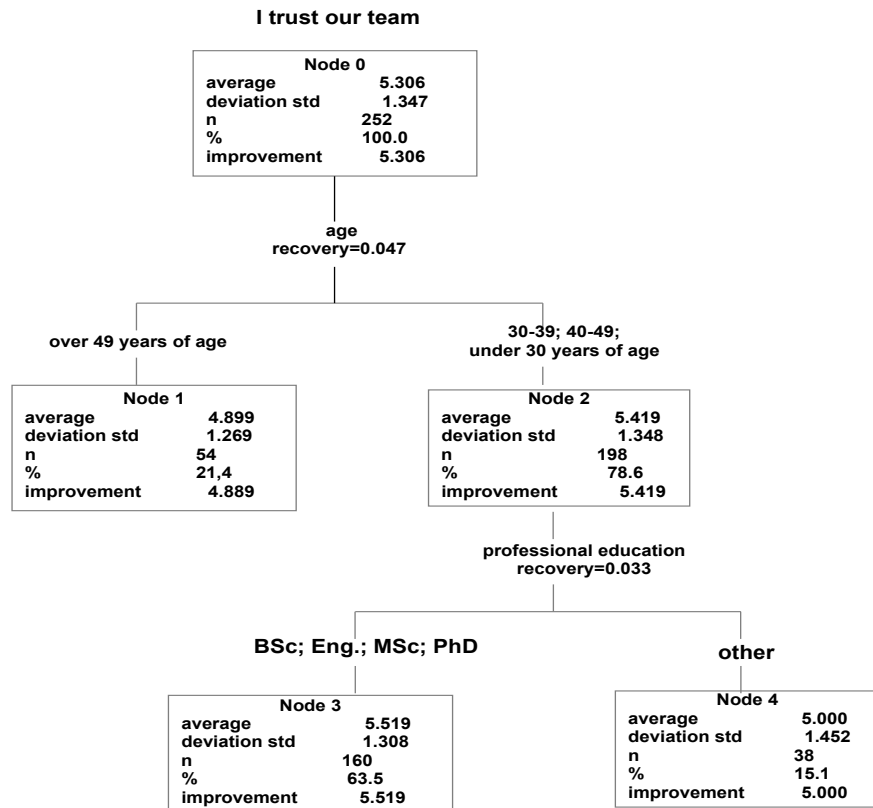 I trust our team
Node 0
average 5.306
deviation std 1.347
n 252
% 100.0
improvement 5.306
age
recovery=0.047
over 49 years of age
30-39; 40-49;
under 30 years of age
Node 1
average 4.899
deviation std 1.269
n 54
% 21,4
improvement 4.889
Node 2
average 5.419
deviation std 1.348
n 198
% 78.6
improvement 5.419
professional education
recovery=0.033
BSc; Eng.; MSc; PhD
other
Node 3
average 5.519
deviation std 1.308
n 160
% 63.5
improvement 5.519
Node 4
average 5.000
deviation std 1.452
n 38
% 15.1
improvement 5.000